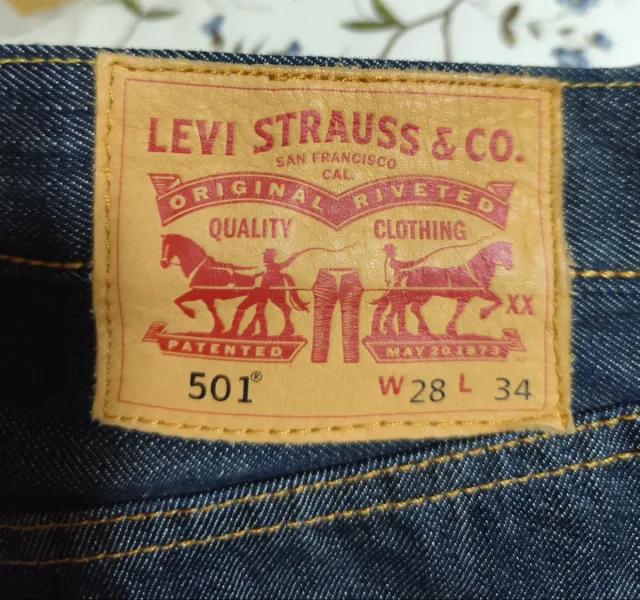 LEVI STRAUSS & CO.
SAN FRANCISCO
CAL
ORIGINAL RIVETED
QUALITY CLOTHING
XX
PATENTED MAY 20 1873
501® W 28 L 34